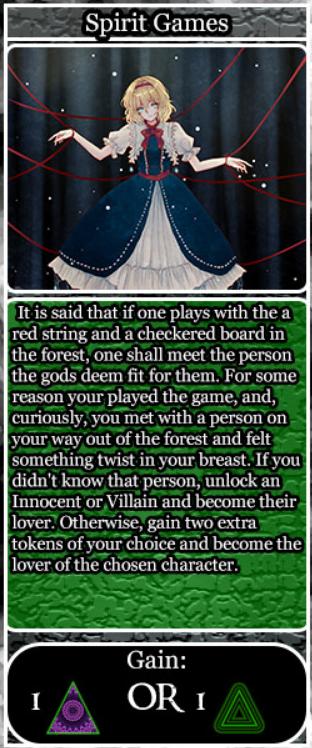 Spirit Games
It is said that if one plays with the a
red string and a checkered board in
the forest, one shall meet the person
the gods deem fit for them. For some
reason your played the game, and,
curiously, you met with a person on
your way out of the forest and felt
something twist in your breast. If you
didn't know that person, unlock an
Innocent or Villain and become their
lover. Otherwise, gain two extra
tokens of your choice and become the
lover of the chosen character.
Gain:
1 OR 1